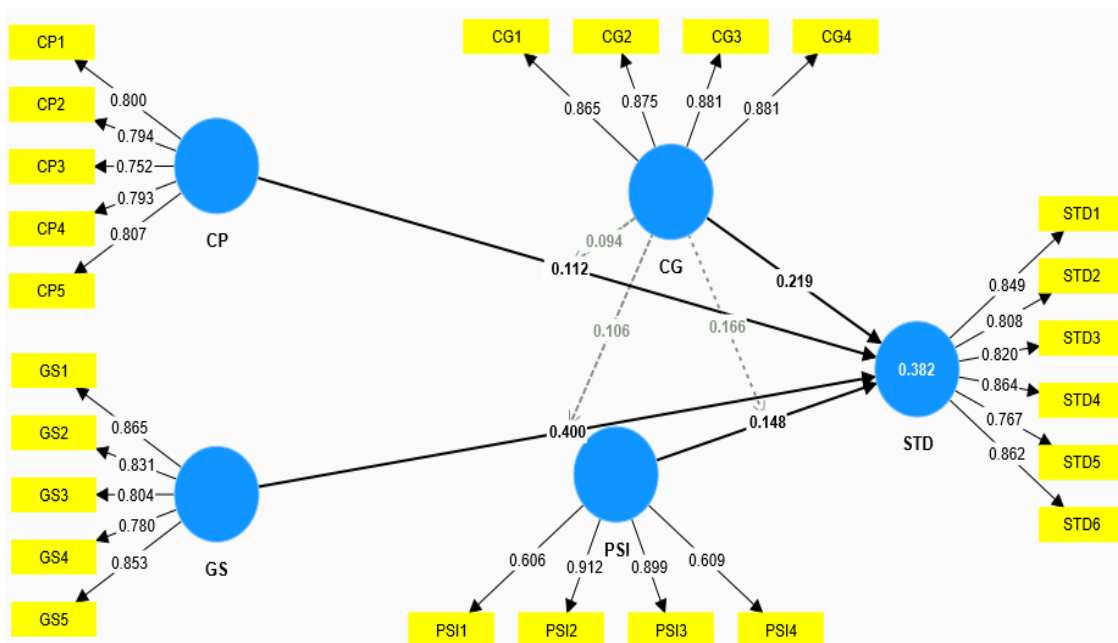 CP1
CP2
CP3
CP4
CP5
0.800
0.794
0.752
0.793
0.807
CP
CG1
CG2
CG3
CG4
0.865
0.875
0.881
0.881
CG
0.094
0.112
0.106
0.166
0.219
GS1
GS2
GS3
GS4
GS5
0.865
0.831
0.804
0.780
0.853
GS
0.400
0.148
PSI
0.606
0.912
0.899
0.609
PSI1
PSI2
PSI3
PSI4
0.382
STD
0.849
0.808
0.820
0.864
0.767
0.862
STD1
STD2
STD3
STD4
STD5
STD6